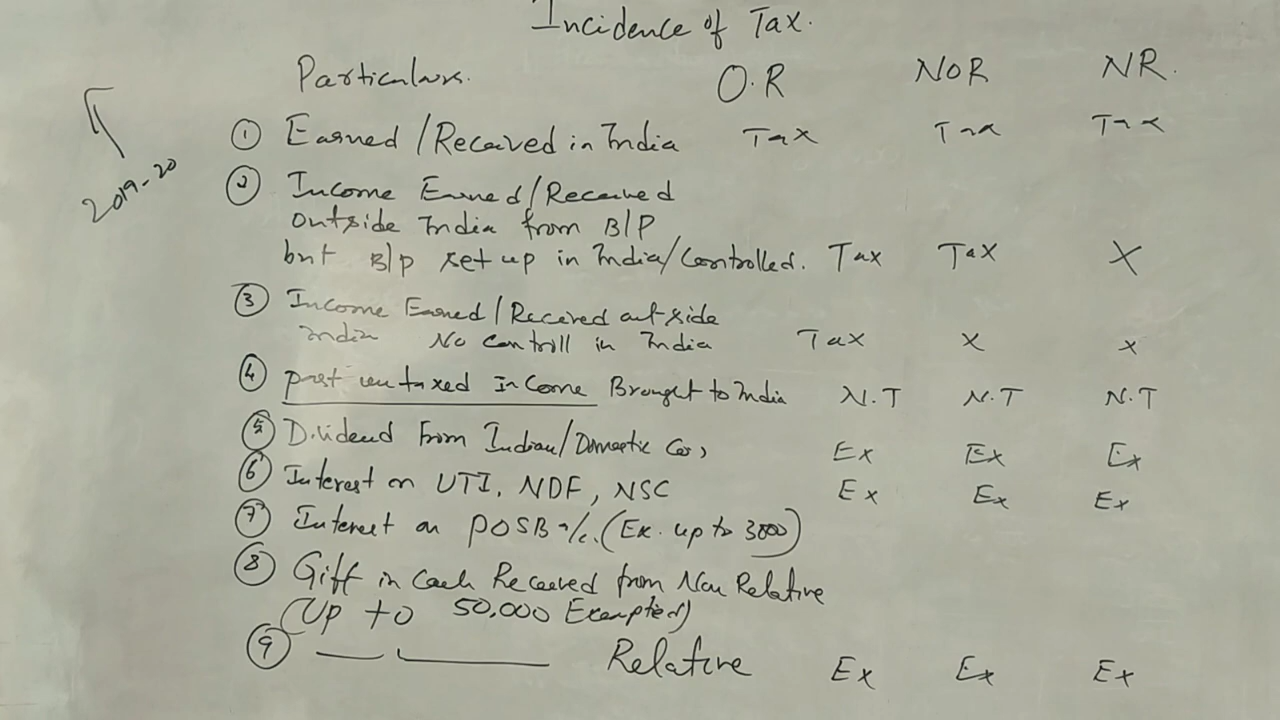 Incidence of Tax.
Particulars. O.R NOR NR.
2019-20
① Earned/Received in India Tax Tax Tax
② Income Earned/Received
outside India from B/P
but B/p set up in India/Controlled. Tax Tax X
③ Income Earned/Received outside
India No Controll in India Tax X X
④ past untaxed Income Brought to India N.T N.T N.T
⑤ Dividend From Indian/Domestic Cos, Ex Ex Ex
⑥ Interest on UTI, NDF, NSC Ex Ex Ex
⑦ Interest on POSB a/c. (Ex. up to 3000)
⑧ Gift in Cash Received from Non Relative
(Up to 50,000 Exempted)
⑨ Relative Ex Ex Ex